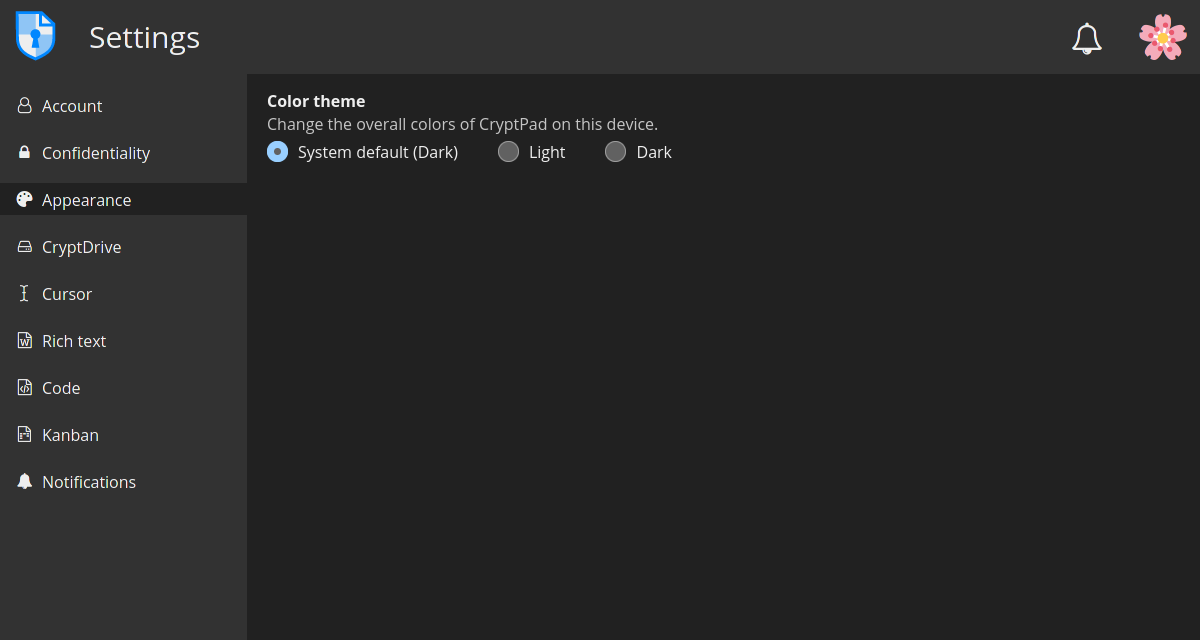 Settings
Account
Confidentiality
Appearance
CryptDrive
Cursor
Rich text
Code
Kanban
Notifications
Color theme
Change the overall colors of CryptPad on this device.
System default (Dark) Light Dark